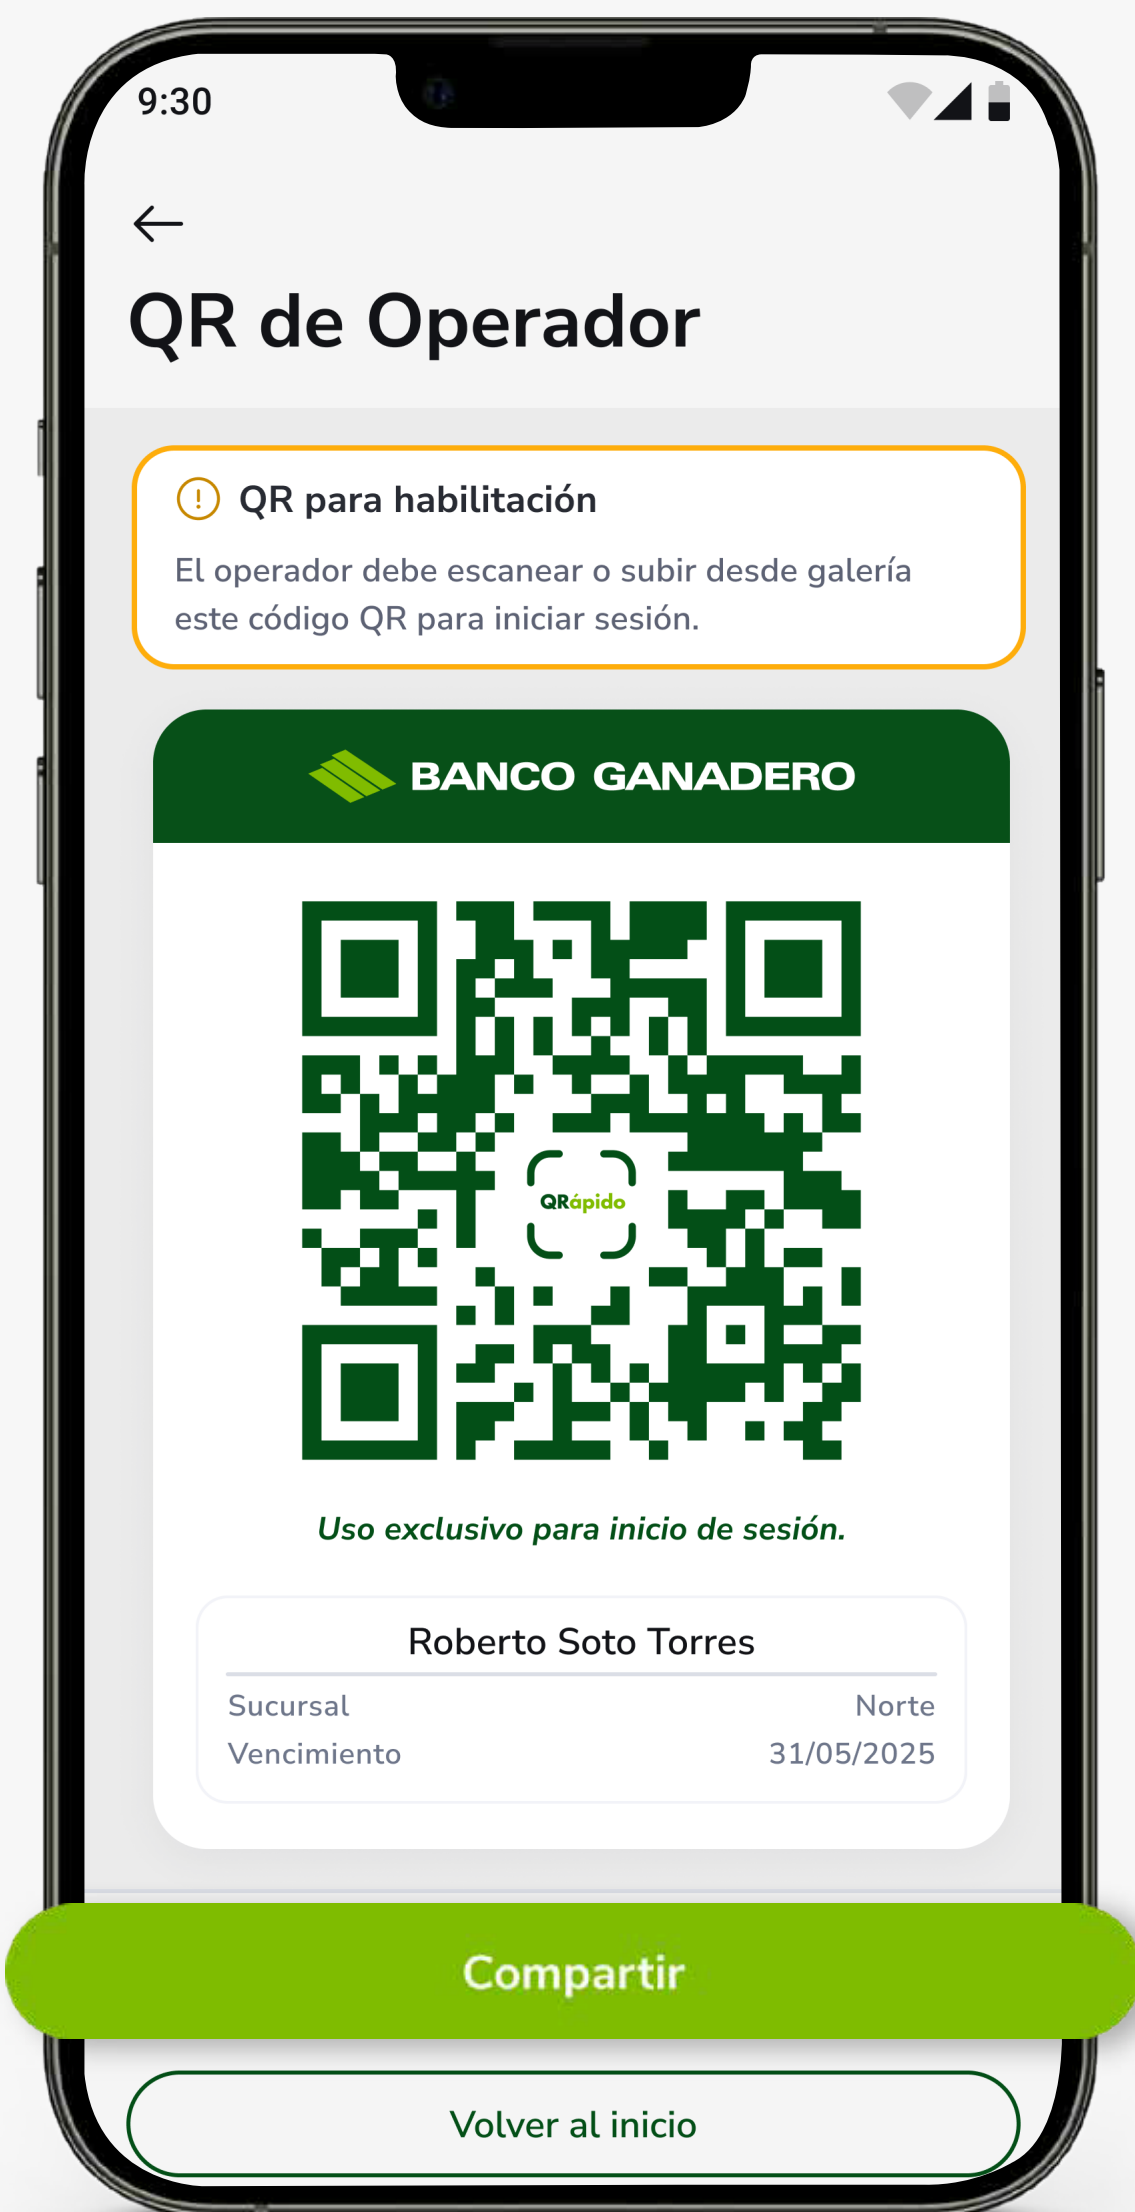 9:30
QR de Operador
QR para habilitación
El operador debe escanear o subir desde galería
este código QR para iniciar sesión.
BANCO GANADERO
QRápido
Uso exclusivo para inicio de sesión.
Roberto Soto Torres
Sucursal Norte
Vencimiento 31/05/2025
Compartir
Volver al inicio